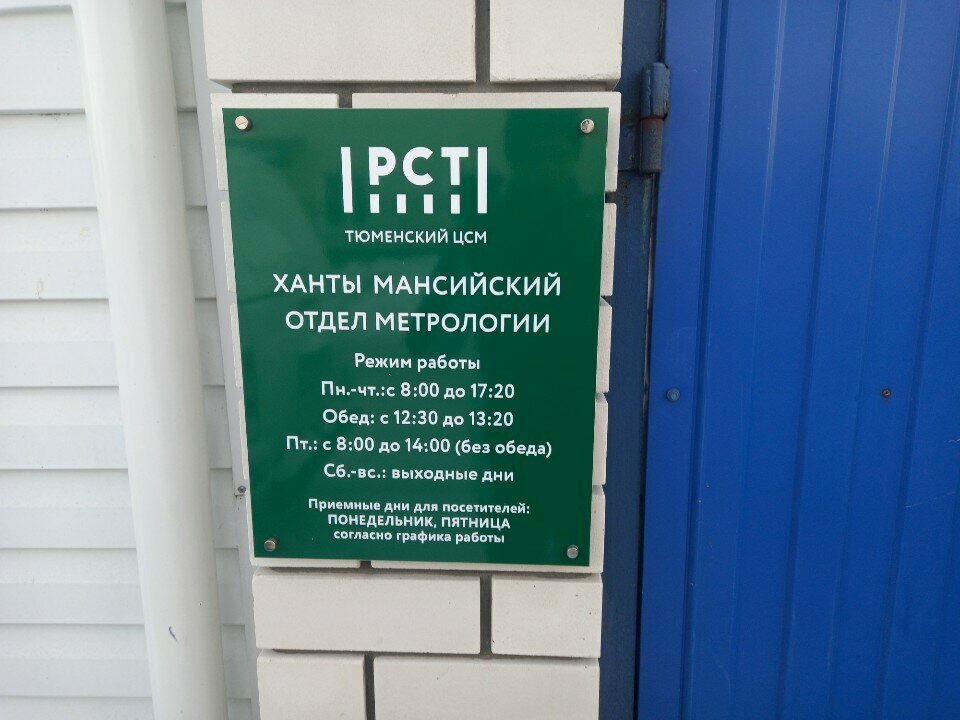 РСТ
ТЮМЕНСКИЙ ЦСМ
ХАНТЫ МАНСИЙСКИЙ
ОТДЕЛ МЕТРОЛОГИИ
Режим работы
Пн.-чт.:с 8:00 до 17:20
Обед: с 12:30 до 13:20
Пт.: с 8:00 до 14:00 (без обеда)
Сб.-вс.: выходные дни
Приемные дни для посетителей:
ПОНЕДЕЛЬНИК, ПЯТНИЦА
согласно графика работы